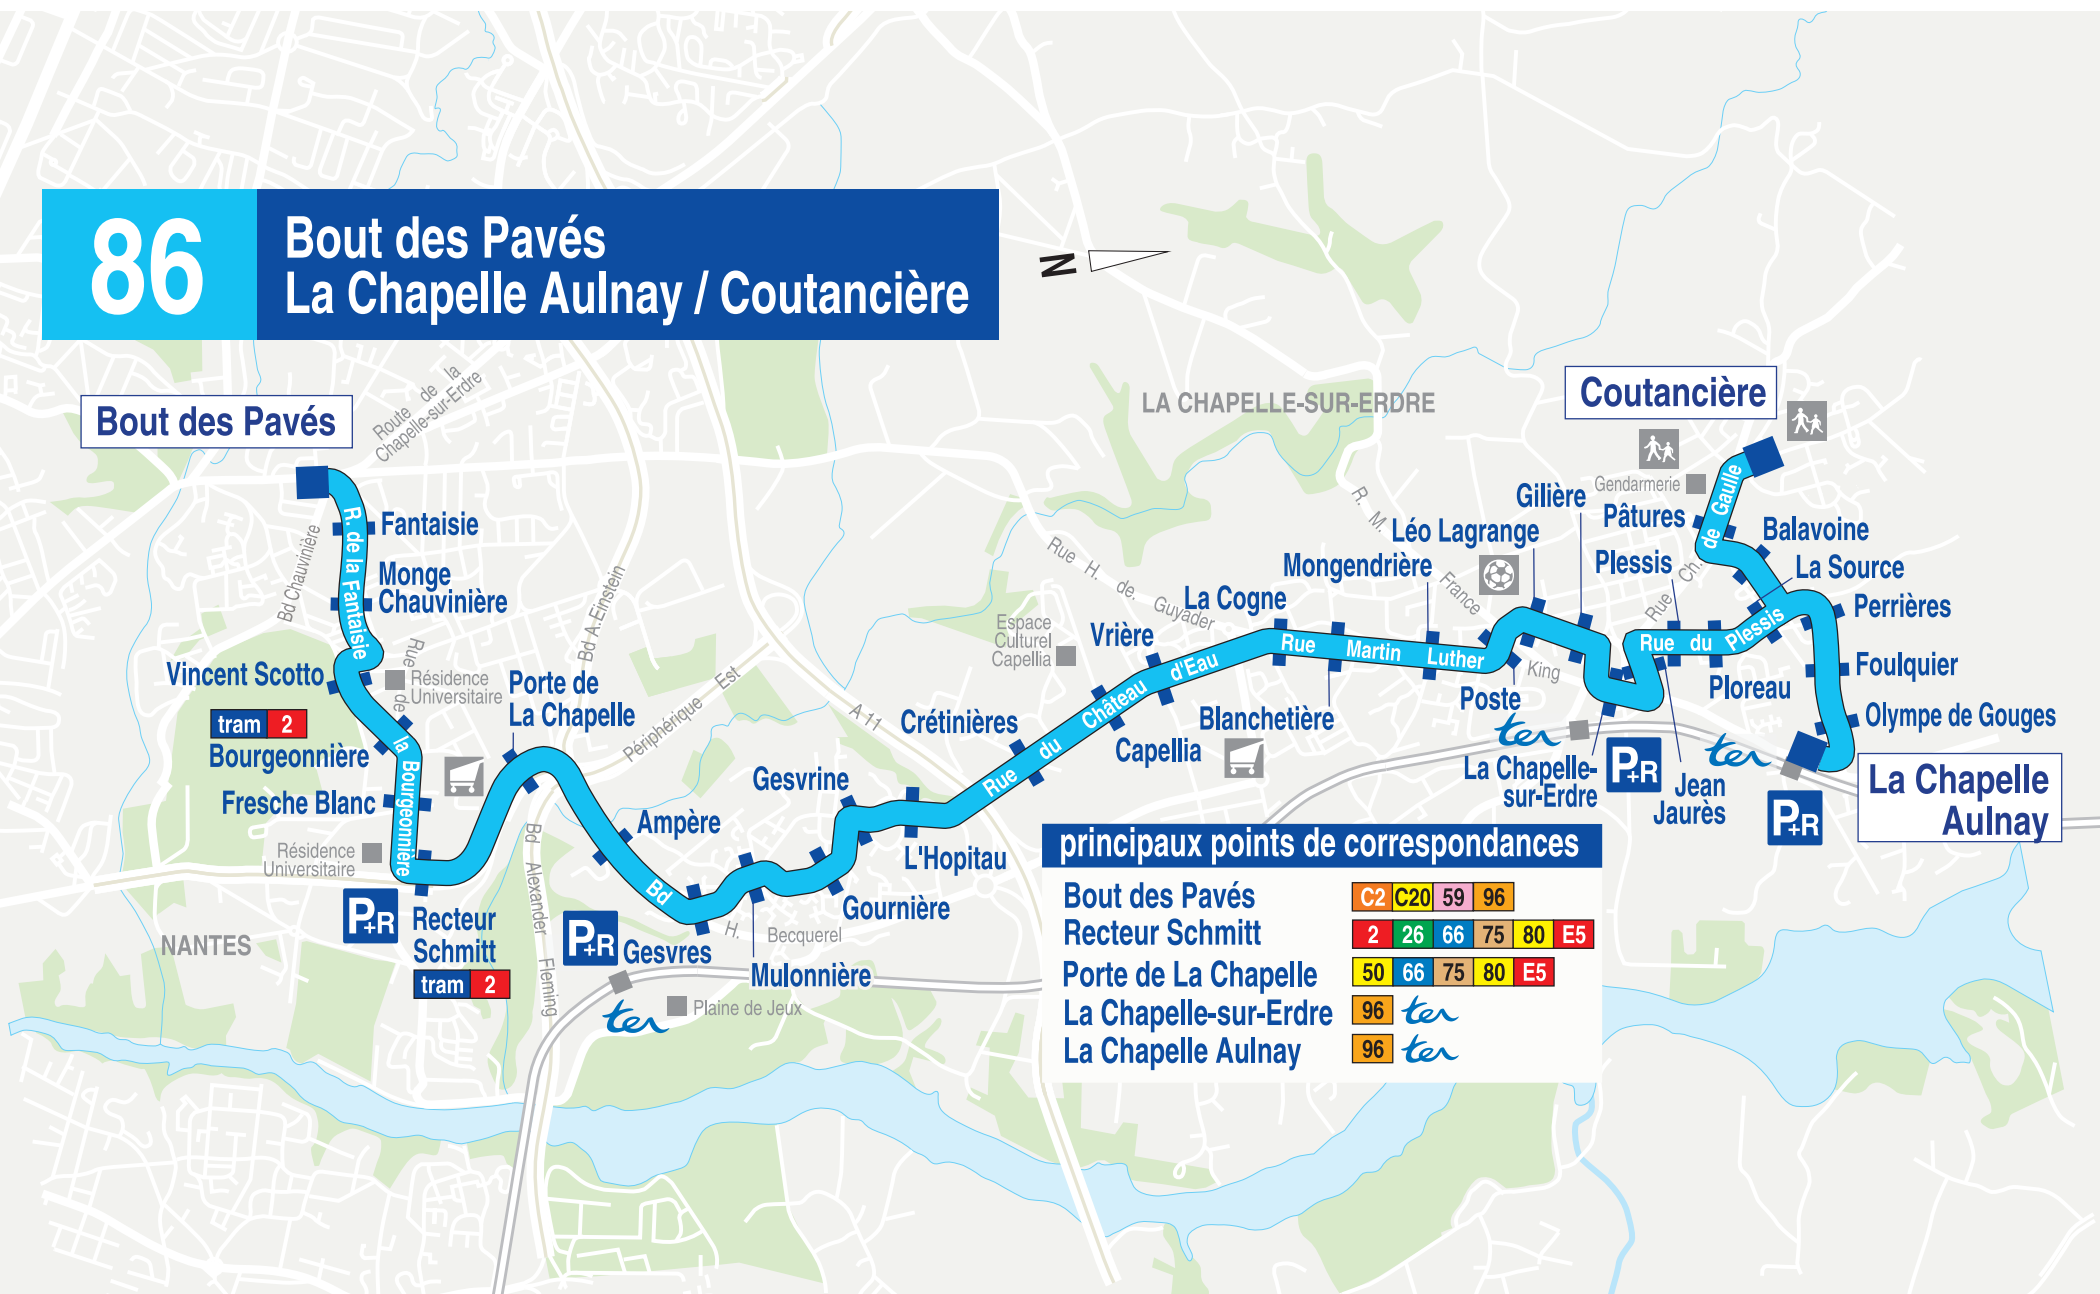 86
Bout des Pavés
La Chapelle Aulnay / Coutancière
N
Bout des Pavés
Route de la
Chapelle-sur-Erdre
LA CHAPELLE-SUR-ERDRE
Coutancière
Gendarmerie
Bd Chauvinière
R. de la Fantaisie
Fantaisie
Monge
Chauvinière
Vincent Scotto
Rue de
la Bourgeonnière
Résidence
Universitaire
tram 2
Bourgeonnière
Fresche Blanc
Résidence
Universitaire
P+R
Recteur
Schmitt
tram 2
NANTES
Porte de
La Chapelle
Bd A.Einstein
Périphérique Est
A 11
Bd Alexander Fleming
Ampère
P+R
Gesvres
ter
Plaine de Jeux
Bd
H. Becquerel
Mulonnière
Gesvrine
Gournière
L'Hopitau
Crétinières
Rue du Château d'Eau
Capellia
Vrière
Espace
Culturel
Capellia
Rue H. de. Guyader
La Cogne
Blanchetière
Mongendrière
Rue Martin Luther
King
R. M. France
Léo Lagrange
Poste
ter
Gilière
La Chapelle-
sur-Erdre
P+R
Jean
Jaurès
Plessis
Rue du Plessis
Ploreau
Pâtures
Rue Ch.
de Gaulle
Balavoine
La Source
Perrières
Foulquier
Olympe de Gouges
ter
P+R
La Chapelle
Aulnay
principaux points de correspondances
Bout des Pavés C2 C20 59 96
Recteur Schmitt 2 26 66 75 80 E5
Porte de La Chapelle 50 66 75 80 E5
La Chapelle-sur-Erdre 96 ter
La Chapelle Aulnay 96 ter